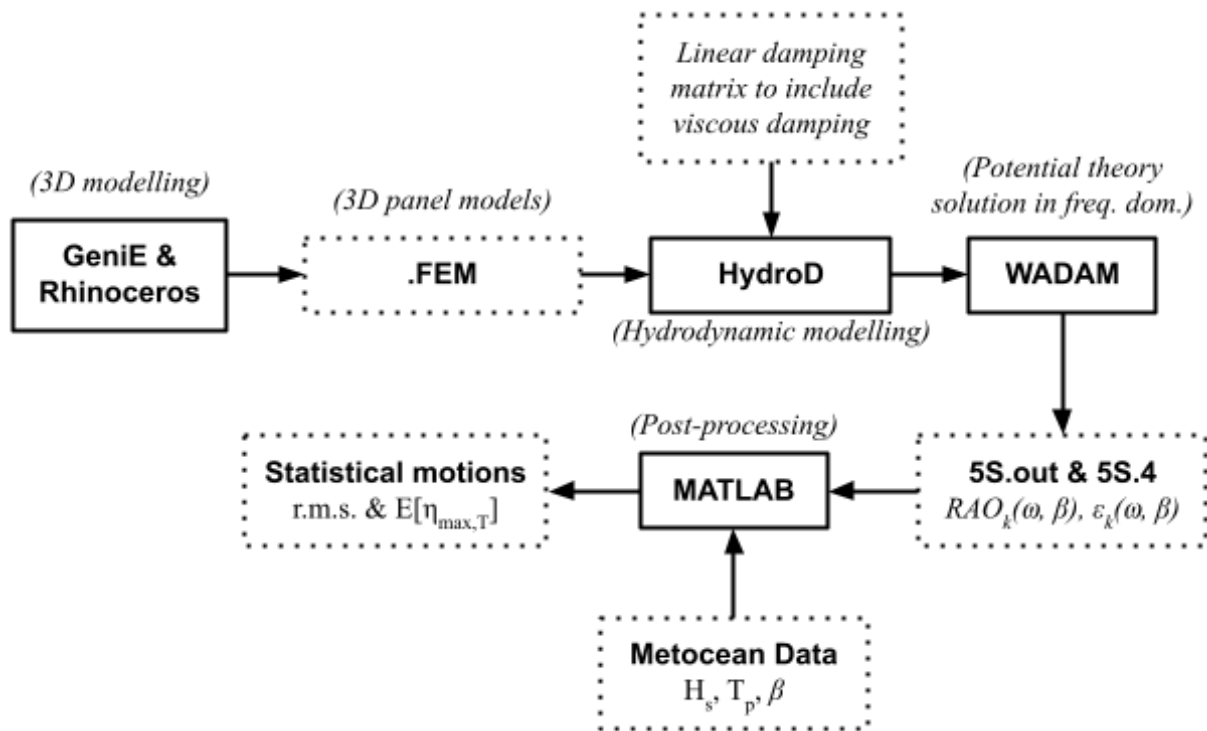 Linear damping
matrix to include
viscous damping
(3D modelling)
GeniE &
Rhinoceros
(3D panel models)
.FEM
HydroD
(Hydrodynamic modelling)
(Potential theory
solution in freq. dom.)
WADAM
Statistical motions
r.m.s. & E[η_max,T]
(Post-processing)
MATLAB
5S.out & 5S.4
RAO_k(ω, β), ε_k(ω, β)
Metocean Data
H_s, T_p, β